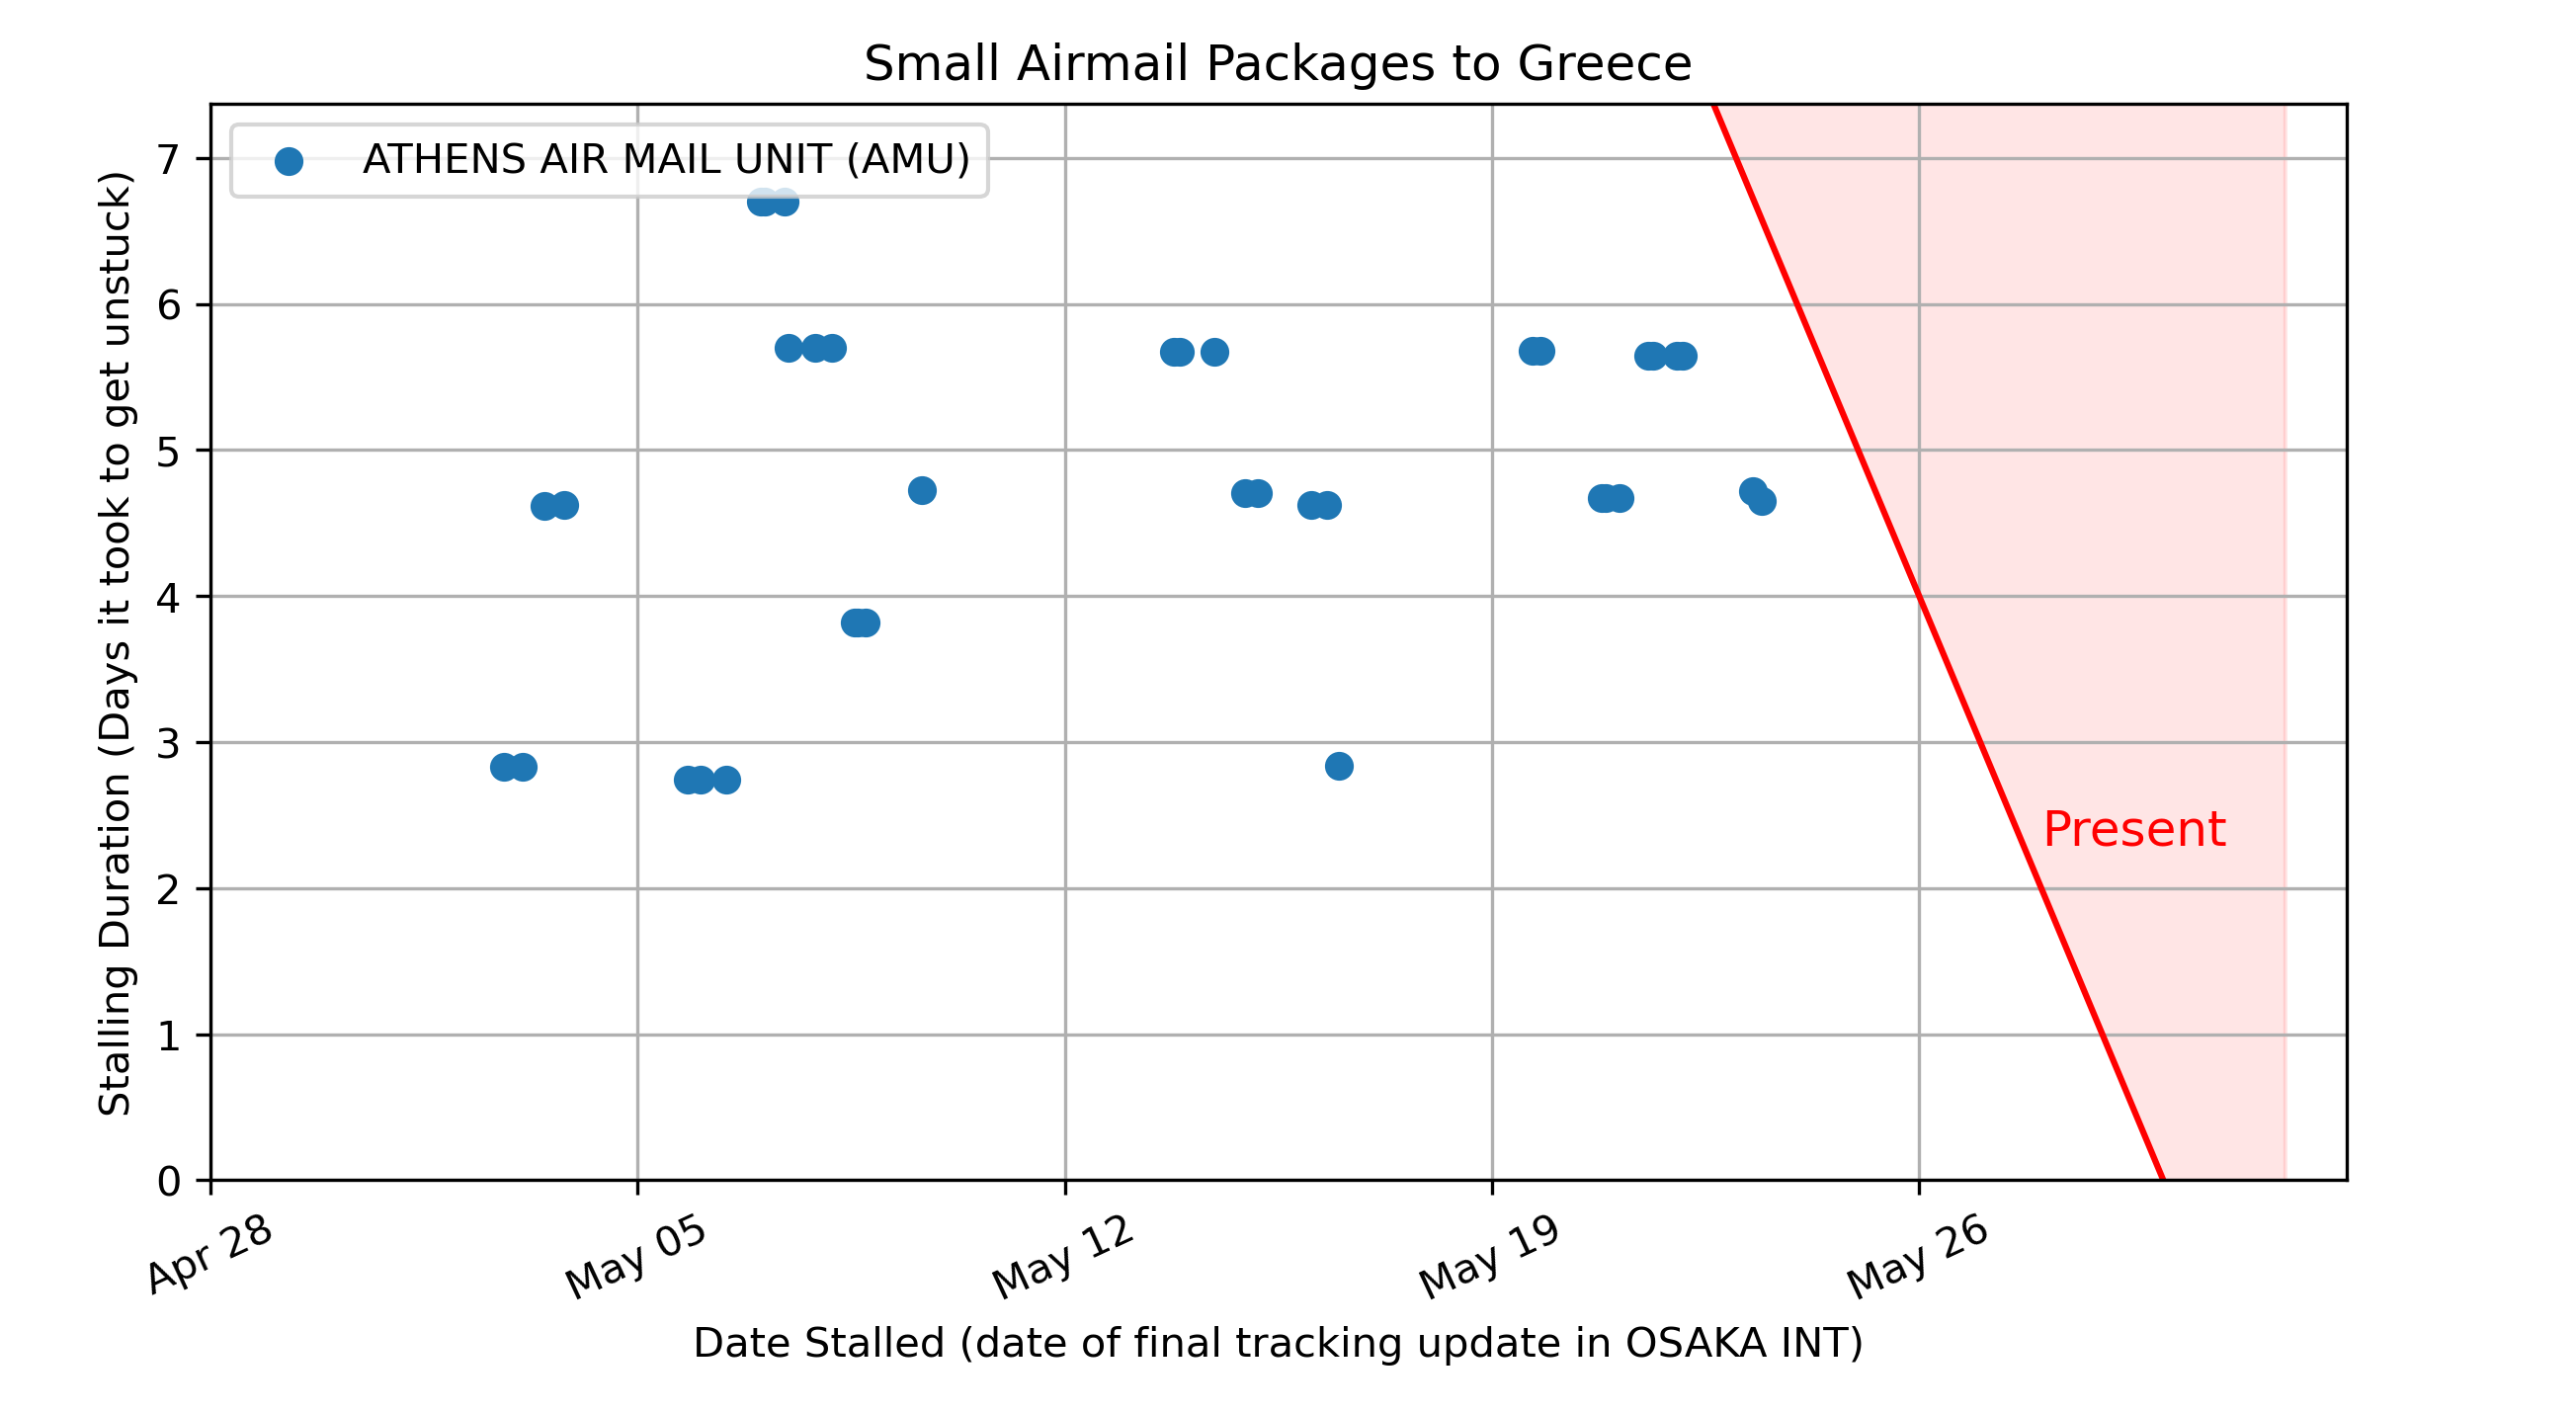 Small Airmail Packages to Greece
ATHENS AIR MAIL UNIT (AMU)
Stalling Duration (Days it took to get unstuck)
7
6
5
4
3
2
1
0
Present
Apr 28
May 05
May 12
May 19
May 26
Date Stalled (date of final tracking update in OSAKA INT)